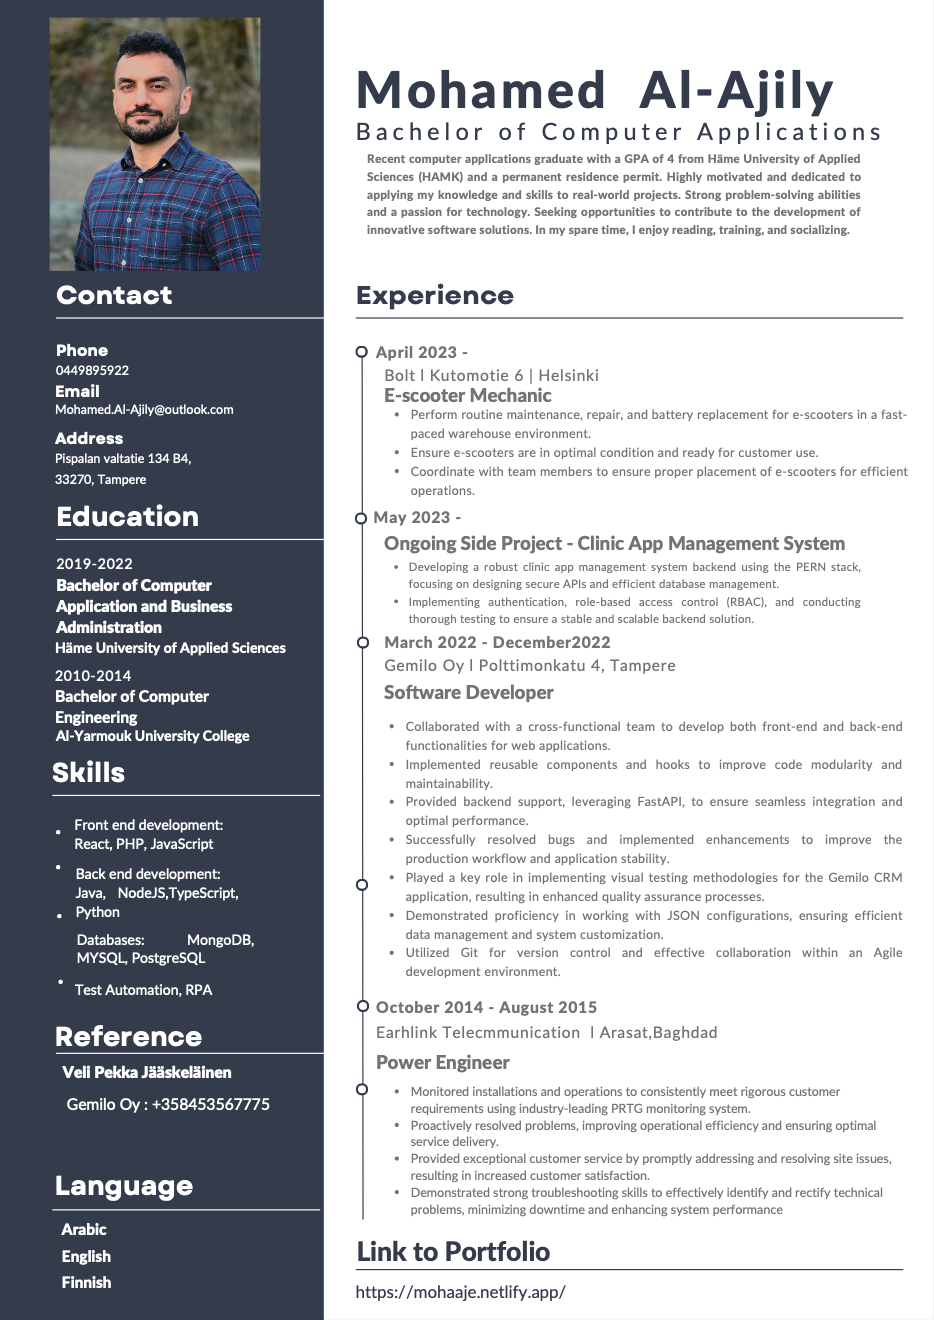 Mohamed Al-Ajily
Bachelor of Computer Applications
Recent computer applications graduate with a GPA of 4 from Häme University of Applied
Sciences (HAMK) and a permanent residence permit. Highly motivated and dedicated to
applying my knowledge and skills to real-world projects. Strong problem-solving abilities
and a passion for technology. Seeking opportunities to contribute to the development of
innovative software solutions. In my spare time, I enjoy reading, training, and socializing.
Contact
Phone
0449895922
Email
Mohamed.Al-Ajily@outlook.com
Address
Pispalan valtatie 134 B4,
33270, Tampere
Education
2019-2022
Bachelor of Computer
Application and Business
Administration
Häme University of Applied Sciences
2010-2014
Bachelor of Computer
Engineering
Al-Yarmouk University College
Skills
• Front end development:
React, PHP, JavaScript
• Back end development:
Java, NodeJS,TypeScript,
Python
• Databases: MongoDB,
MYSQL, PostgreSQL
• Test Automation, RPA
Reference
Veli Pekka Jääskeläinen
Gemilo Oy : +358453567775
Language
Arabic
English
Finnish
Experience
April 2023 -
Bolt l Kutomotie 6 | Helsinki
E-scooter Mechanic
• Perform routine maintenance, repair, and battery replacement for e-scooters in a fast-
paced warehouse environment.
• Ensure e-scooters are in optimal condition and ready for customer use.
• Coordinate with team members to ensure proper placement of e-scooters for efficient
operations.
May 2023 -
Ongoing Side Project - Clinic App Management System
• Developing a robust clinic app management system backend using the PERN stack,
focusing on designing secure APIs and efficient database management.
• Implementing authentication, role-based access control (RBAC), and conducting
thorough testing to ensure a stable and scalable backend solution.
March 2022 - December2022
Gemilo Oy l Polttimonkatu 4, Tampere
Software Developer
• Collaborated with a cross-functional team to develop both front-end and back-end
functionalities for web applications.
• Implemented reusable components and hooks to improve code modularity and
maintainability.
• Provided backend support, leveraging FastAPI, to ensure seamless integration and
optimal performance.
• Successfully resolved bugs and implemented enhancements to improve the
production workflow and application stability.
• Played a key role in implementing visual testing methodologies for the Gemilo CRM
application, resulting in enhanced quality assurance processes.
• Demonstrated proficiency in working with JSON configurations, ensuring efficient
data management and system customization.
• Utilized Git for version control and effective collaboration within an Agile
development environment.
October 2014 - August 2015
Earhlink Telecmmunication l Arasat,Baghdad
Power Engineer
• Monitored installations and operations to consistently meet rigorous customer
requirements using industry-leading PRTG monitoring system.
• Proactively resolved problems, improving operational efficiency and ensuring optimal
service delivery.
• Provided exceptional customer service by promptly addressing and resolving site issues,
resulting in increased customer satisfaction.
• Demonstrated strong troubleshooting skills to effectively identify and rectify technical
problems, minimizing downtime and enhancing system performance
Link to Portfolio
https://mohaaje.netlify.app/